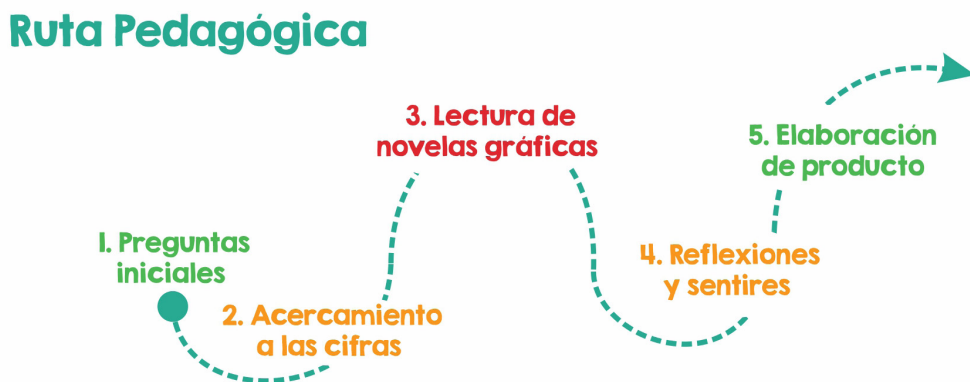 Ruta Pedagógica
1. Preguntas
iniciales
2. Acercamiento
a las cifras
3. Lectura de
novelas gráficas
4. Reflexiones
y sentires
5. Elaboración
de producto